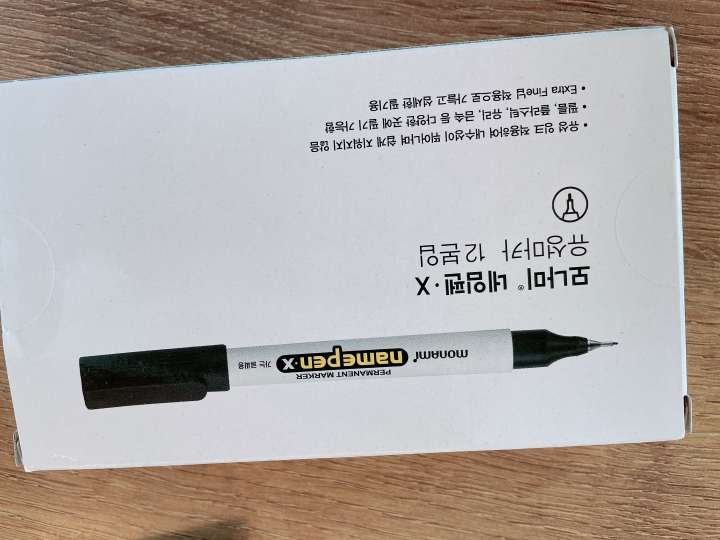 PERMANENT MARKER
monami namepen·X 가는 글씨용
모나미® 네임펜·X
유성마카 12본입
• 유성 잉크 적용하여 내수성이 뛰어나며 쉽게 지워지지 않음
• 필름, 플라스틱, 유리, 금속 등 다양한 곳에 필기 가능함
• Extra Fine닙 적용으로 가늘고 섬세한 필기용